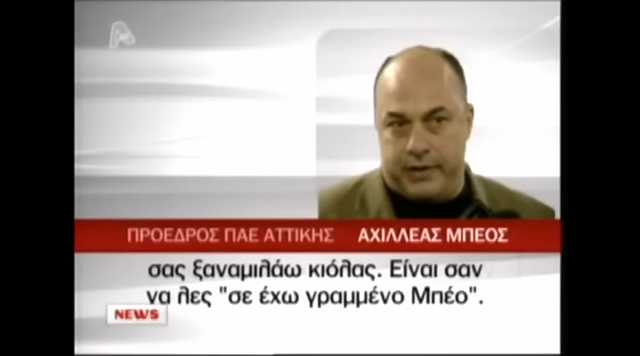 ΠΡΟΕΔΡΟΣ ΠΑΕ ΑΤΤΙΚΗΣ ΑΧΙΛΛΕΑΣ ΜΠΕΟΣ
σας ξαναμιλάω κιόλας. Είναι σαν
να λες "σε έχω γραμμένο Μπέο".
NEWS